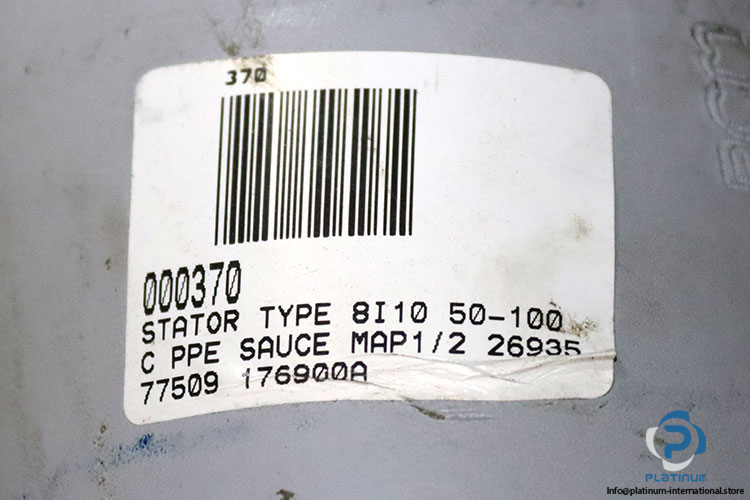 370
000370
STATOR TYPE 8I10 50-100
C PPE SAUCE MAP1/2 26935
77509 176900A
PLATINUM
Info@platinum-international.store